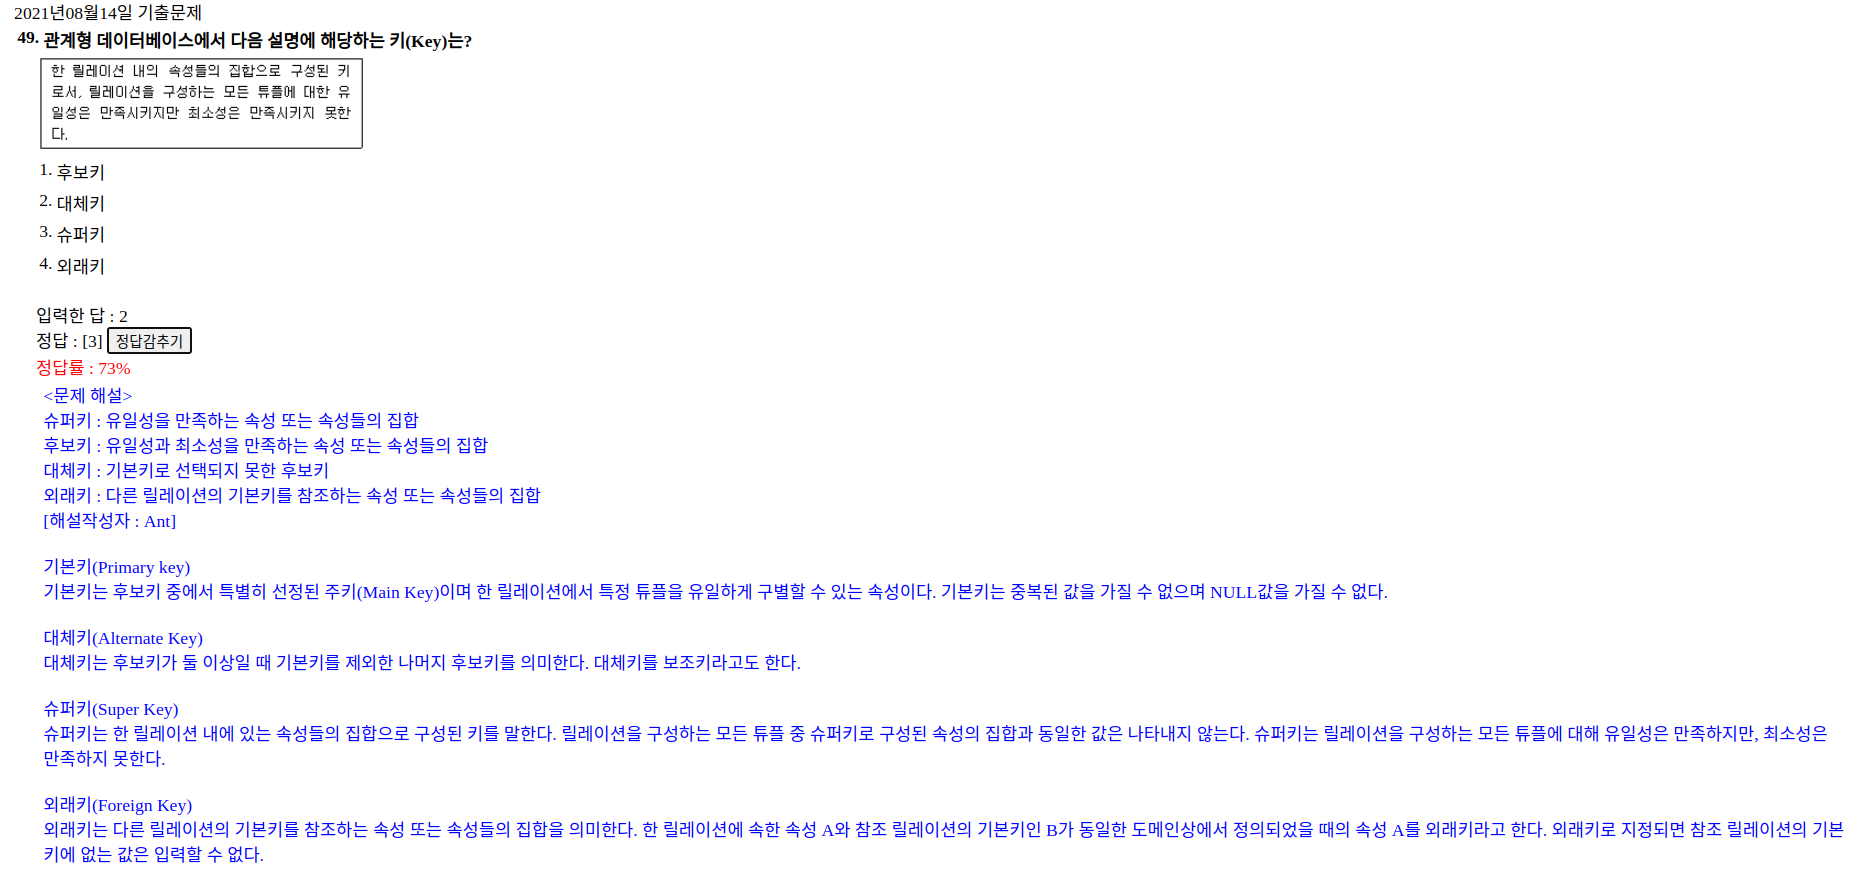 2021년08월14일 기출문제
49. 관계형 데이터베이스에서 다음 설명에 해당하는 키(Key)는?
한 릴레이션 내의 속성들의 집합으로 구성된 키
로서, 릴레이션을 구성하는 모든 튜플에 대한 유
일성은 만족시키지만 최소성은 만족시키지 못한
다.
1. 후보키
2. 대체키
3. 슈퍼키
4. 외래키
입력한 답 : 2
정답 : [3] 정답감추기
정답률 : 73%
<문제 해설>
슈퍼키 : 유일성을 만족하는 속성 또는 속성들의 집합
후보키 : 유일성과 최소성을 만족하는 속성 또는 속성들의 집합
대체키 : 기본키로 선택되지 못한 후보키
외래키 : 다른 릴레이션의 기본키를 참조하는 속성 또는 속성들의 집합
[해설작성자 : Ant]
기본키(Primary key)
기본키는 후보키 중에서 특별히 선정된 주키(Main Key)이며 한 릴레이션에서 특정 튜플을 유일하게 구별할 수 있는 속성이다. 기본키는 중복된 값을 가질 수 없으며 NULL값을 가질 수 없다.
대체키(Alternate Key)
대체키는 후보키가 둘 이상일 때 기본키를 제외한 나머지 후보키를 의미한다. 대체키를 보조키라고도 한다.
슈퍼키(Super Key)
슈퍼키는 한 릴레이션 내에 있는 속성들의 집합으로 구성된 키를 말한다. 릴레이션을 구성하는 모든 튜플 중 슈퍼키로 구성된 속성의 집합과 동일한 값은 나타내지 않는다. 슈퍼키는 릴레이션을 구성하는 모든 튜플에 대해 유일성은 만족하지만, 최소성은
만족하지 못한다.
외래키(Foreign Key)
외래키는 다른 릴레이션의 기본키를 참조하는 속성 또는 속성들의 집합을 의미한다. 한 릴레이션에 속한 속성 A와 참조 릴레이션의 기본키인 B가 동일한 도메인상에서 정의되었을 때의 속성 A를 외래키라고 한다. 외래키로 지정되면 참조 릴레이션의 기본
키에 없는 값은 입력할 수 없다.